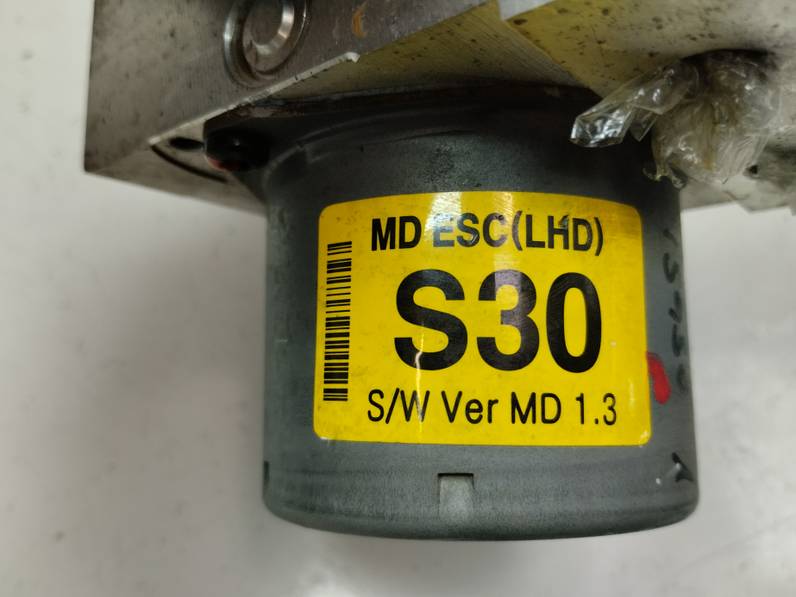 MD ESC(LHD)
S30
S/W Ver MD 1.3